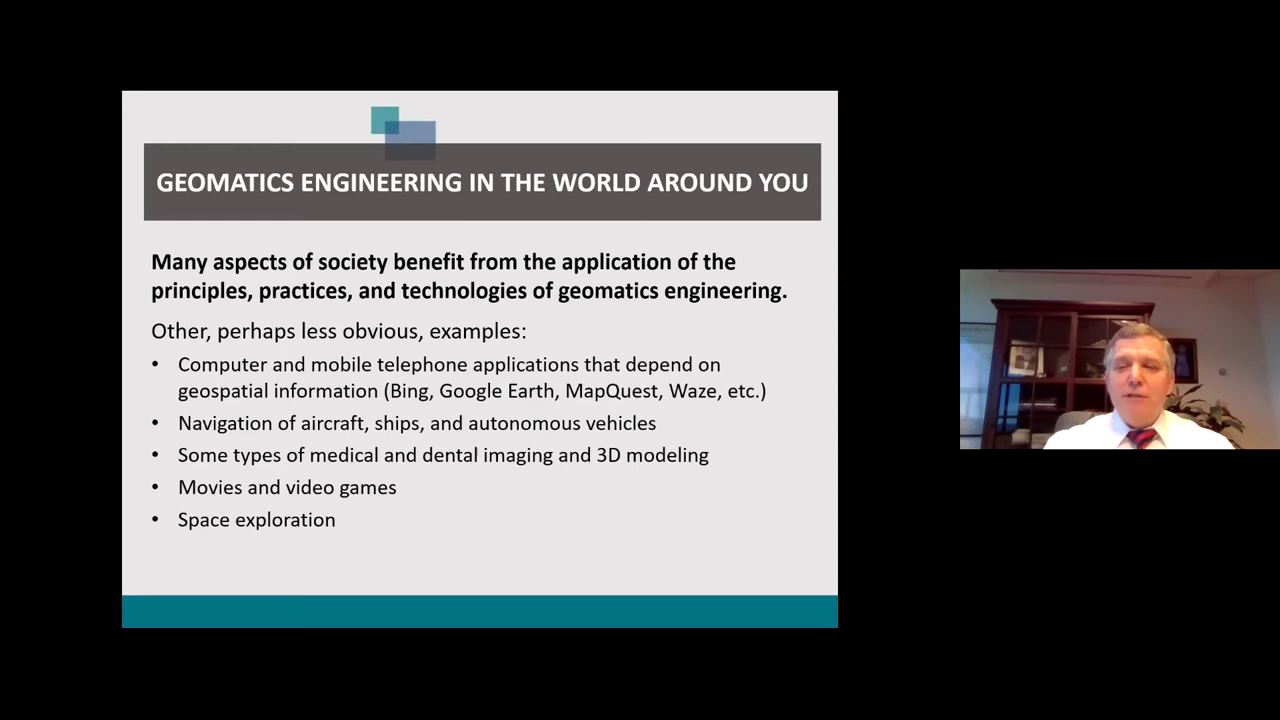 GEOMATICS ENGINEERING IN THE WORLD AROUND YOU
Many aspects of society benefit from the application of the
principles, practices, and technologies of geomatics engineering.
Other, perhaps less obvious, examples:
• Computer and mobile telephone applications that depend on
geospatial information (Bing, Google Earth, MapQuest, Waze, etc.)
• Navigation of aircraft, ships, and autonomous vehicles
• Some types of medical and dental imaging and 3D modeling
• Movies and video games
• Space exploration